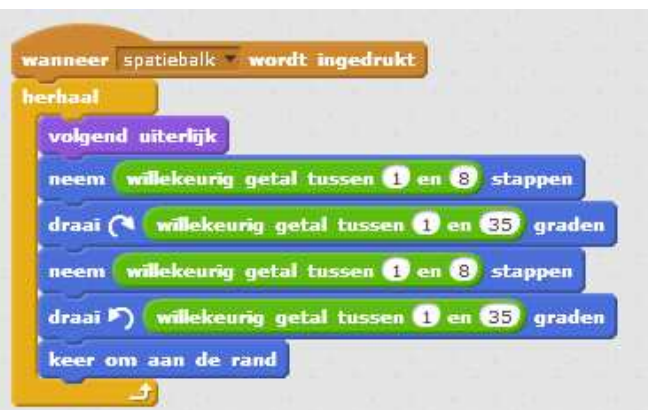 wanneer spatiebalk wordt ingedrukt
herhaal
volgend uiterlijk
neem willekeurig getal tussen 1 en 8 stappen
draai willekeurig getal tussen 1 en 35 graden
neem willekeurig getal tussen 1 en 8 stappen
draai willekeurig getal tussen 1 en 35 graden
keer om aan de rand